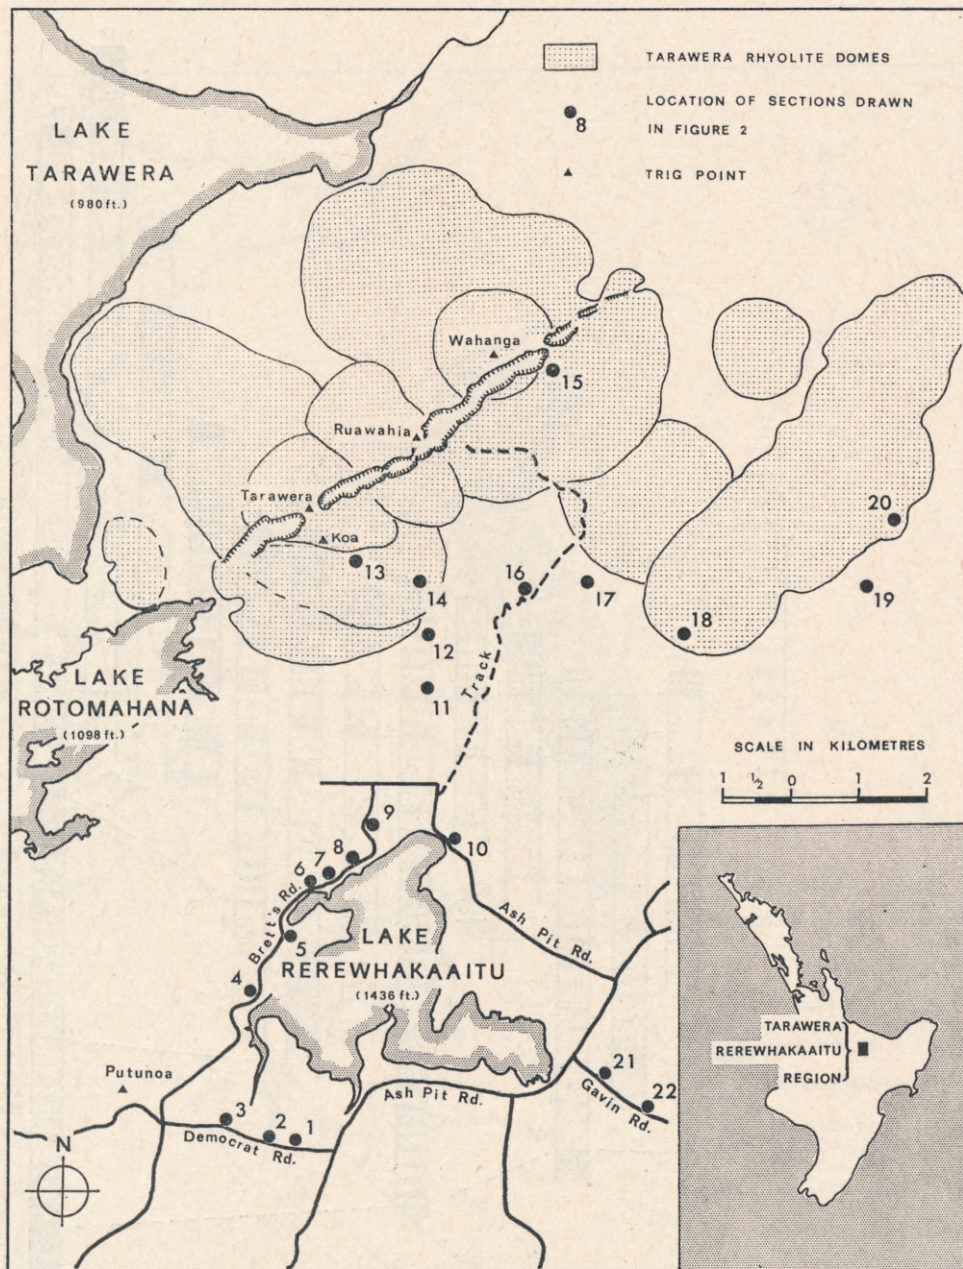 TARAWERA RHYOLITE DOMES
8
LOCATION OF SECTIONS DRAWN
IN FIGURE 2
TRIG POINT
LAKE
TARAWERA
(980 ft.)
Wahanga
15
Ruawahia
Tarawera
Koa
13
14
16
17
20
19
18
12
11
Track
LAKE
ROTOMAHANA
(1098 ft.)
SCALE IN KILOMETRES
1 ½ 0 1 2
9
8
7
6
10
Brett's Rd.
5
4
LAKE
REREWHAKAAITU
(1436 ft.)
Ash Pit Rd.
Putunoa
3
2
1
Democrat Rd.
Ash Pit Rd.
21
22
Gavin Rd.
N
TARAWERA
REREWHAKAAITU
REGION